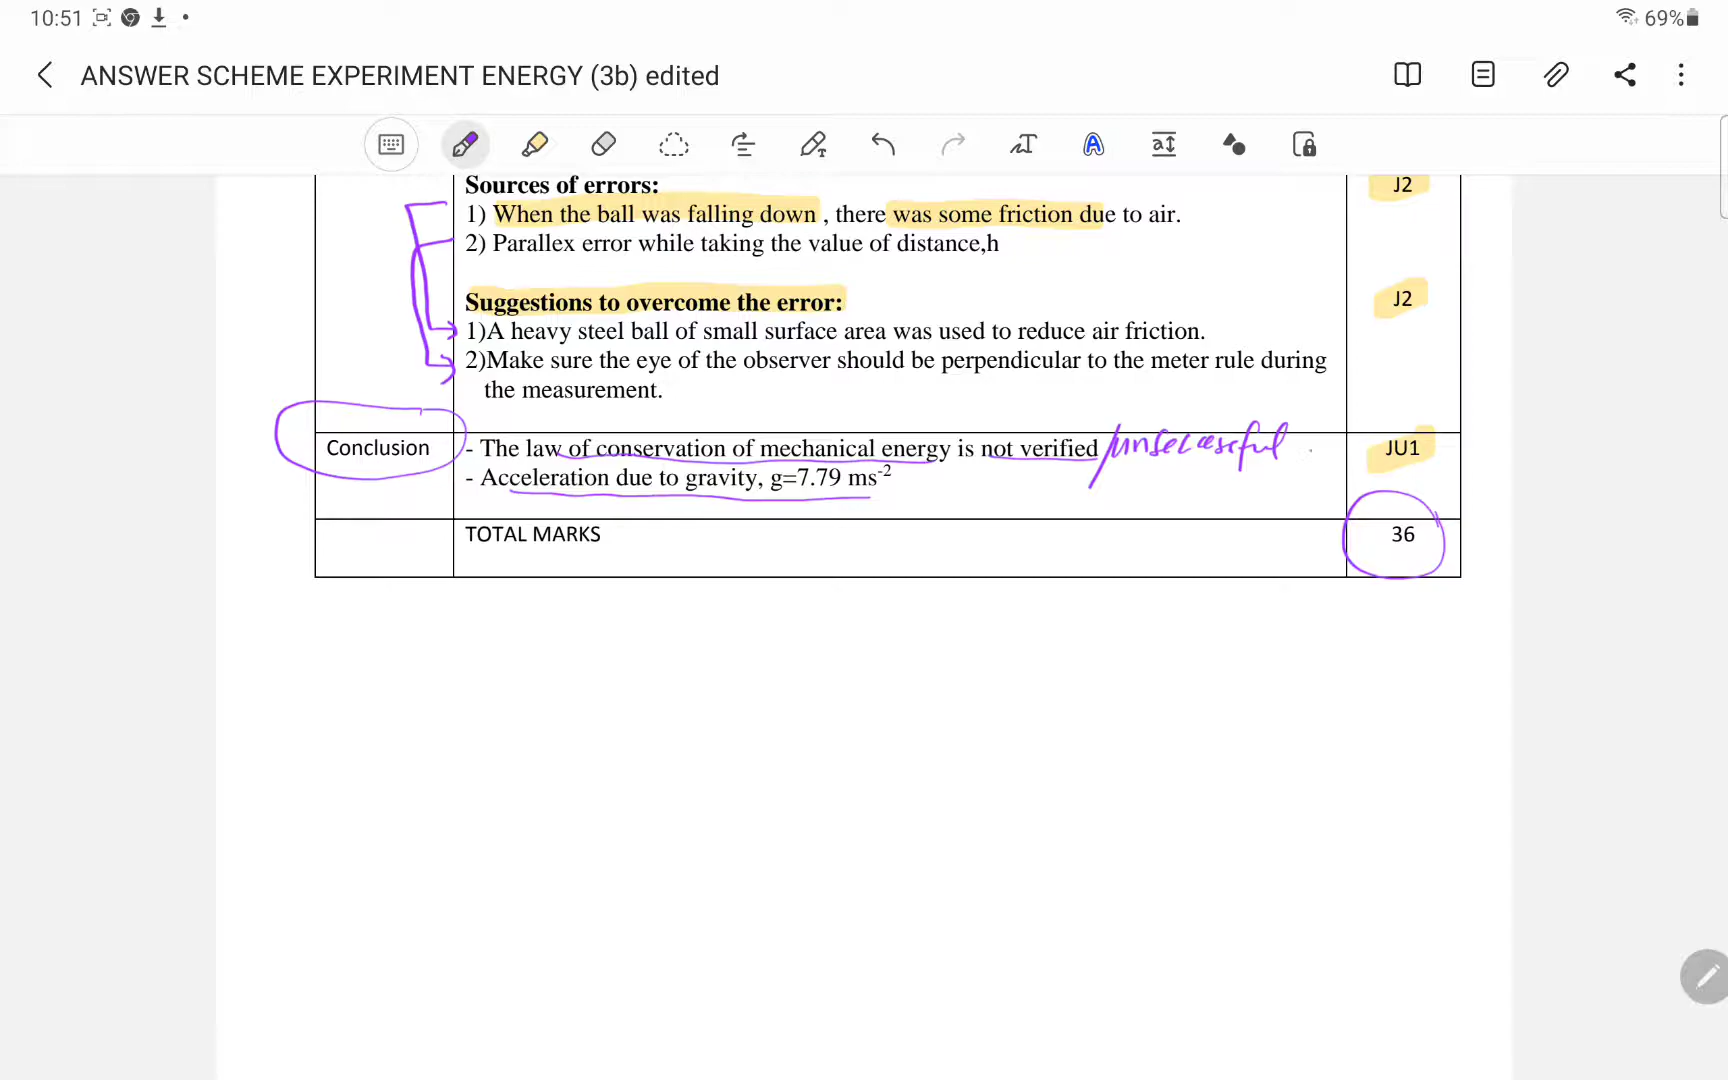 10:51
69%
ANSWER SCHEME EXPERIMENT ENERGY (3b) edited
Sources of errors:
J2
1) When the ball was falling down , there was some friction due to air.
2) Parallex error while taking the value of distance,h
Suggestions to overcome the error:
J2
1)A heavy steel ball of small surface area was used to reduce air friction.
2)Make sure the eye of the observer should be perpendicular to the meter rule during
the measurement.
Conclusion
- The law of conservation of mechanical energy is not verified /unsecessful
JU1
- Acceleration due to gravity, g=7.79 ms-2
TOTAL MARKS
36